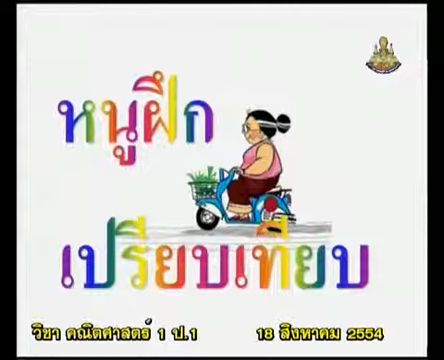 หนูฝึก
เปรียบเทียบ
วิชา คณิตศาสตร์ 1 ป.1 18 สิงหาคม 2554